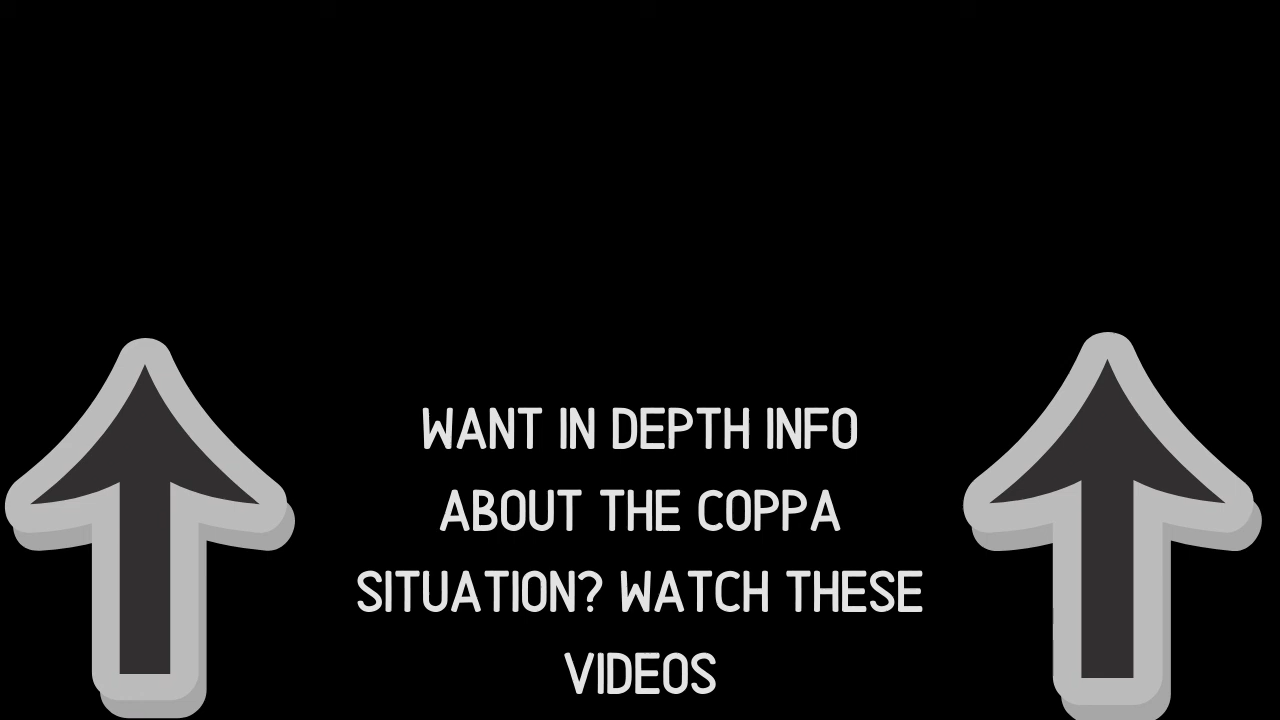 WANT IN DEPTH INFO
ABOUT THE COPPA
SITUATION? WATCH THESE
VIDEOS